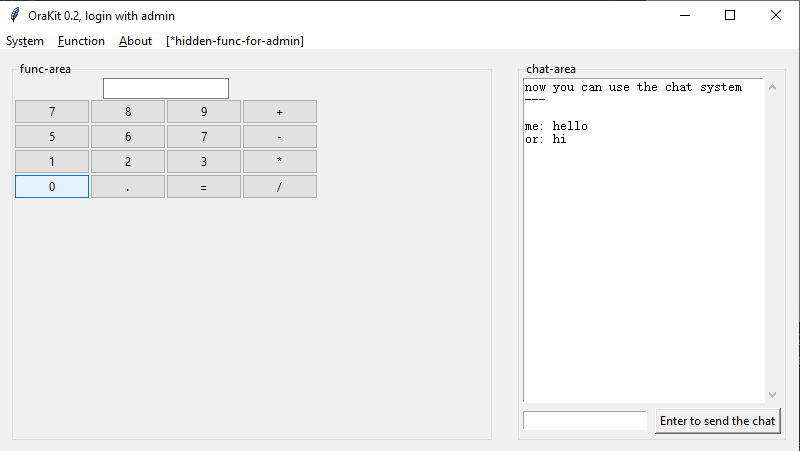 OraKit 0.2, login with admin
System Function About [*hidden-func-for-admin]
func-area
7 8 9 +
5 6 7 -
1 2 3 *
0 . = /
chat-area
now you can use the chat system
---
me: hello
or: hi
Enter to send the chat